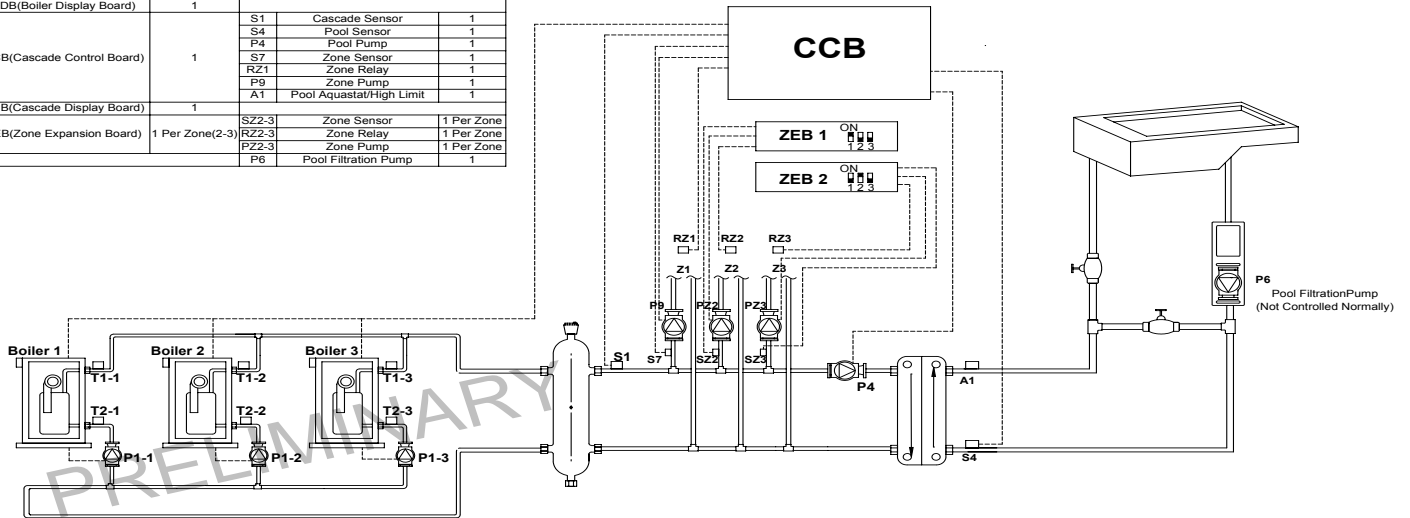 DB(Boiler Display Board) 1
S1 Cascade Sensor 1
S4 Pool Sensor 1
P4 Pool Pump 1
B(Cascade Control Board) 1 S7 Zone Sensor 1
RZ1 Zone Relay 1
P9 Zone Pump 1
A1 Pool Aquastat/High Limit 1
B(Cascade Display Board) 1
SZ2-3 Zone Sensor 1 Per Zone
B(Zone Expansion Board) 1 Per Zone(2-3) RZ2-3 Zone Relay 1 Per Zone
PZ2-3 Zone Pump 1 Per Zone
P6 Pool Filtration Pump 1
CCB
ZEB 1 ON
1 2 3
ZEB 2 ON
1 2 3
RZ1 RZ2 RZ3
Z1 Z2 Z3
P9 PZ2 PZ3
S7 SZ2 SZ3
S1
P4
A1
S4
P6
Pool FiltrationPump
(Not Controlled Normally)
Boiler 1 Boiler 2 Boiler 3
T1-1 T1-2 T1-3
T2-1 T2-2 T2-3
P1-1 P1-2 P1-3
PRELIMINARY